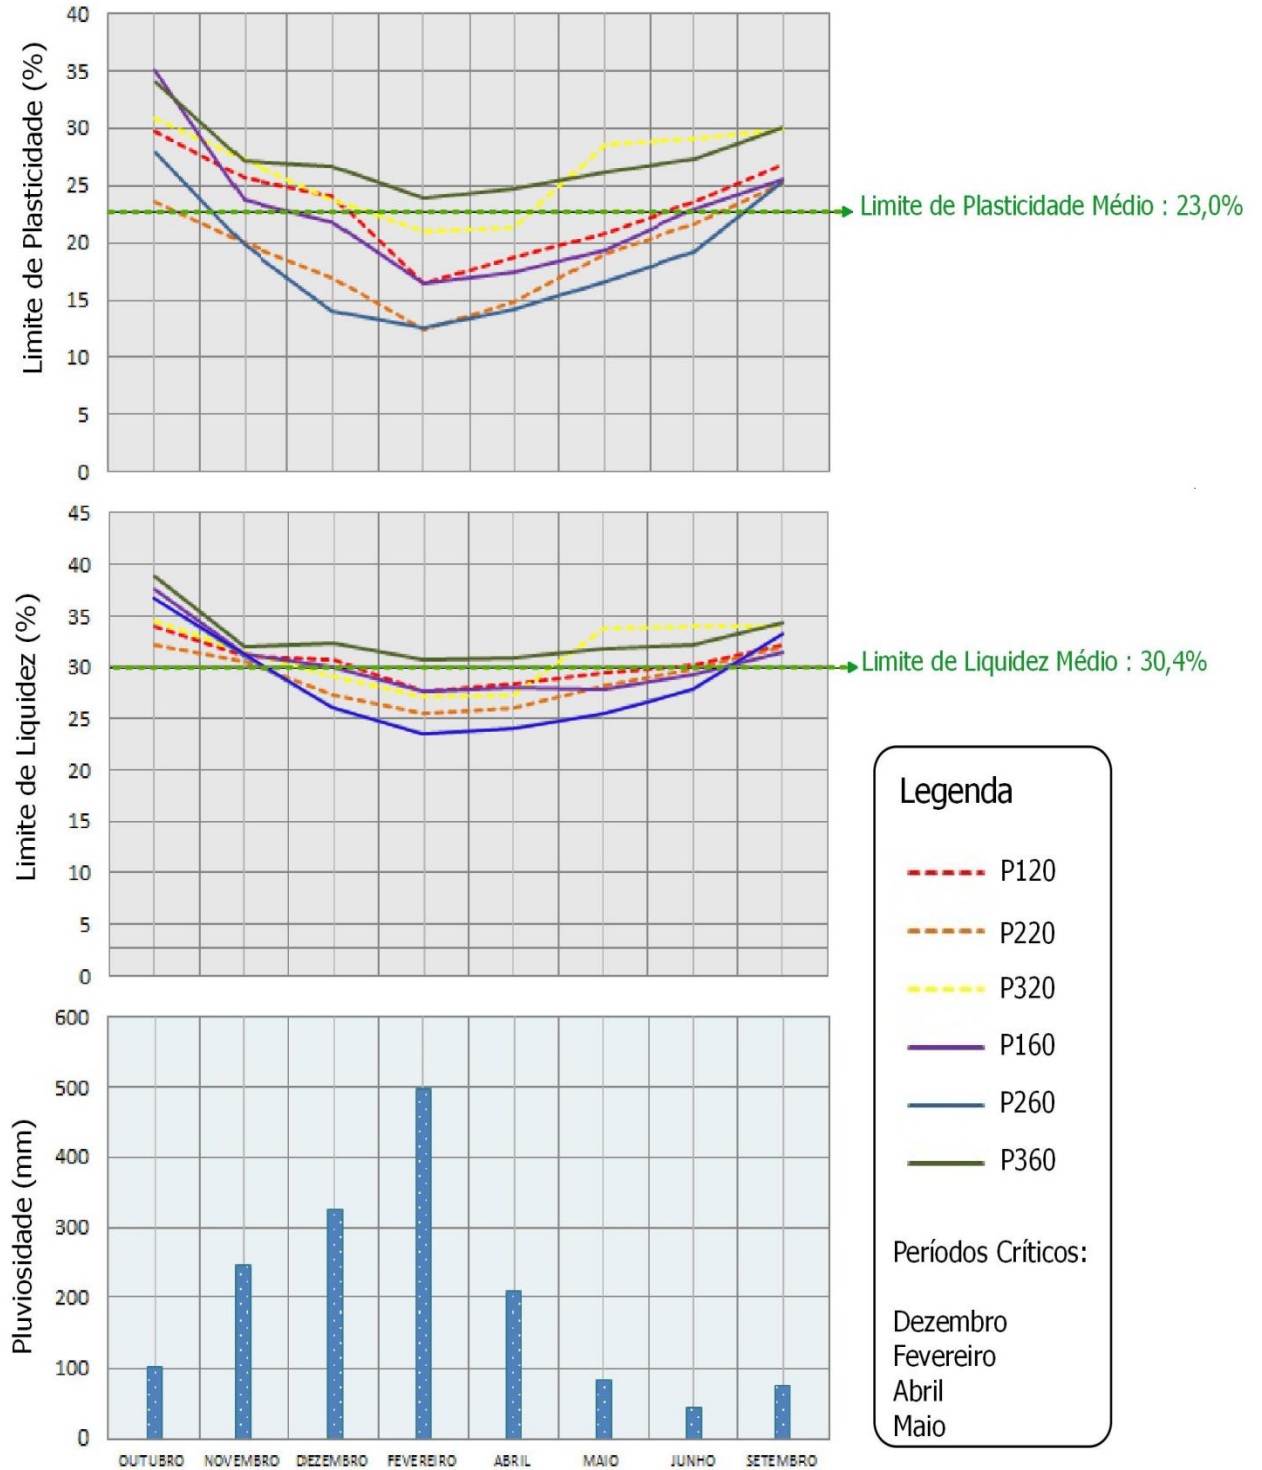 Limite de Plasticidade (%)
40
35
30
25
20
15
10
5
0
Limite de Plasticidade Médio : 23,0%
Limite de Liquidez (%)
45
40
35
30
25
20
15
10
5
0
Limite de Liquidez Médio : 30,4%
Legenda
P120
P220
P320
P160
P260
P360
Períodos Críticos:
Dezembro
Fevereiro
Abril
Maio
Pluviosidade (mm)
600
500
400
300
200
100
0
OUTUBRO NOVEMBRO DEZEMBRO FEVEREIRO ABRIL MAIO JUNHO SETEMBRO